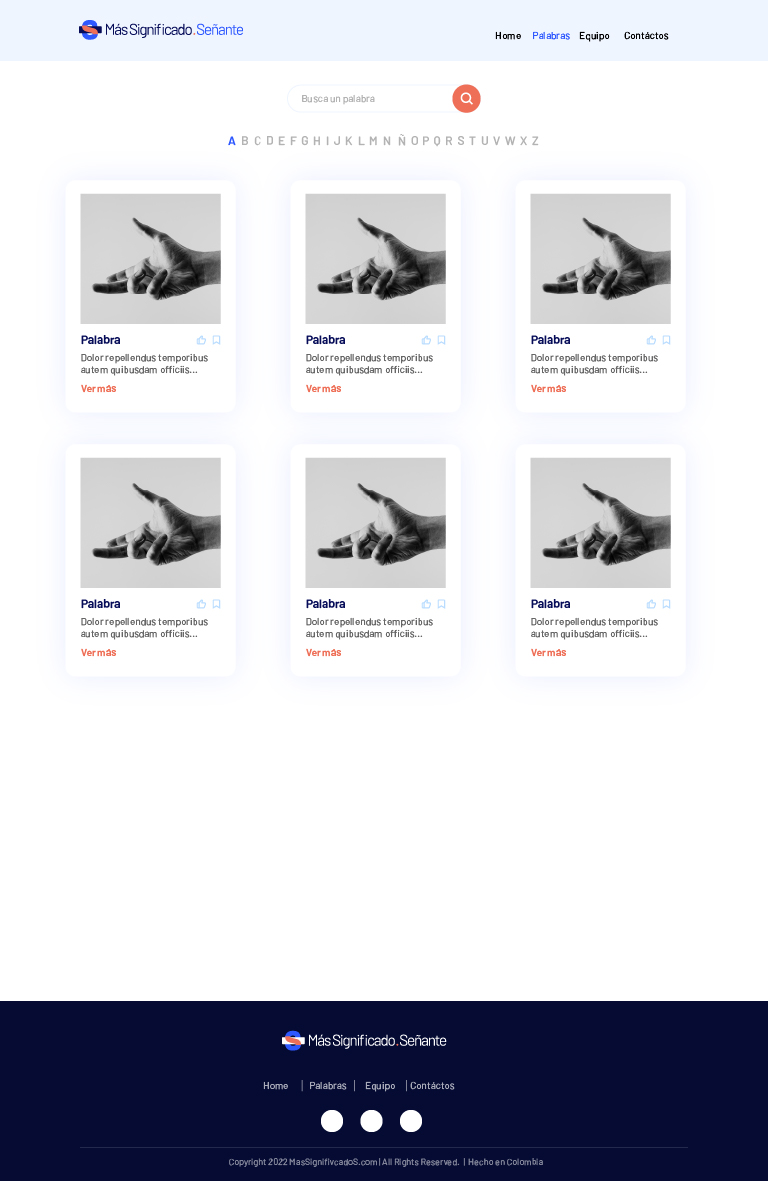 MásSignificado.Señante
Home Palabras Equipo Contáctos
Busca un palabra
A B C D E F G H I J K L M N Ñ O P Q R S T U V W X Z
Palabra Palabra Palabra
Dolor repellendus temporibus Dolor repellendus temporibus Dolor repellendus temporibus
autem quibusdam officiis... autem quibusdam officiis... autem quibusdam officiis...
Ver más Ver más Ver más
Palabra Palabra Palabra
Dolor repellendus temporibus Dolor repellendus temporibus Dolor repellendus temporibus
autem quibusdam officiis... autem quibusdam officiis... autem quibusdam officiis...
Ver más Ver más Ver más
MásSignificado.Señante
Home | Palabras | Equipo | Contáctos
Copyright 2022 MasSignifivcadoS.com | All Rights Reserved. | Hecho en Colombia